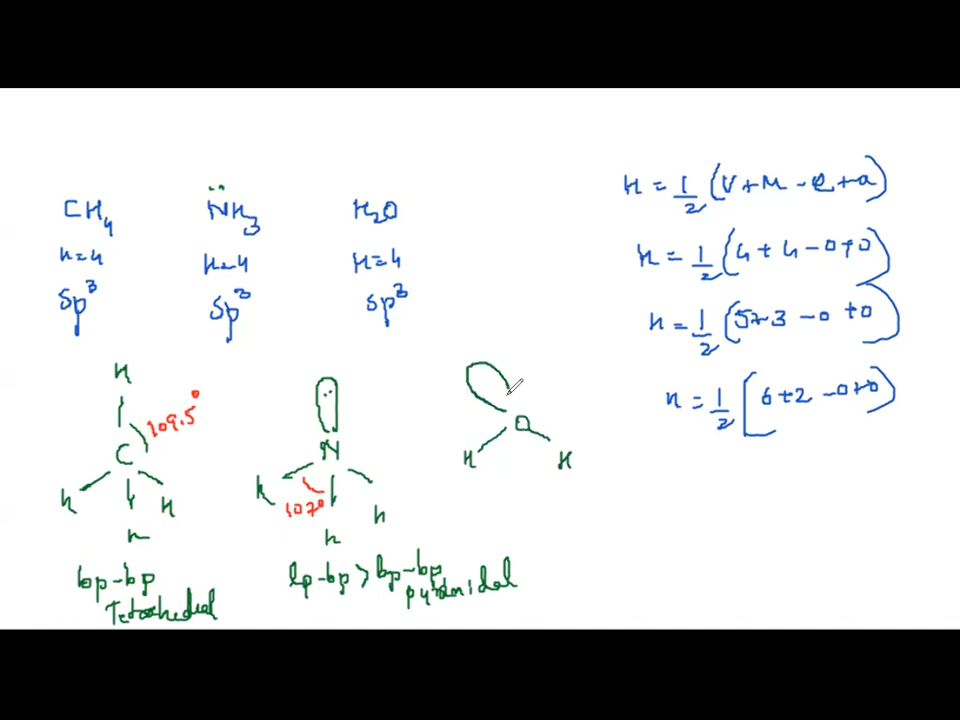 CH4 NH3 H2O
H=4 H=4 H=4
Sp3 Sp3 Sp3
H = 1/2 (V+M-e+a)
H = 1/2 (4+4-0+0)
H = 1/2 (5+3-0+0)
H = 1/2 [6+2-0+0)
H
109.5°
C
H H H
bp-bp
Tetrahedral
N
H H H
107°
lp-bp > bp-bp
pyramidal
O
H H